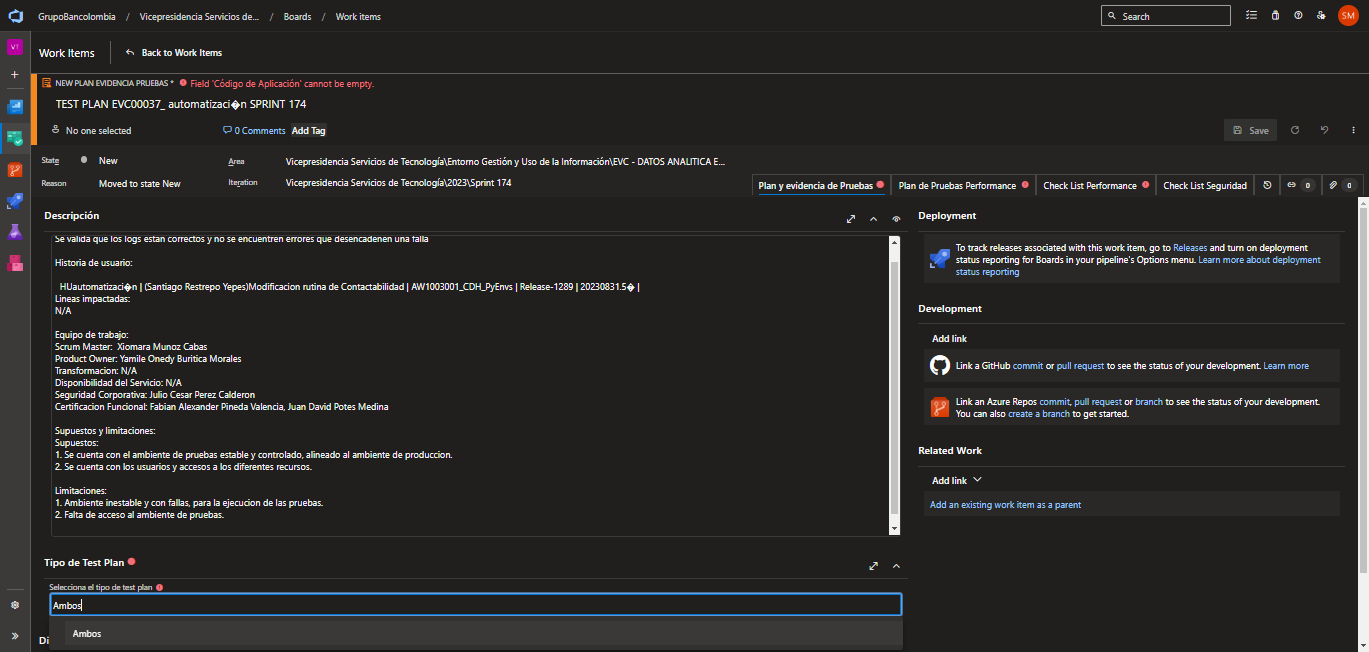 GrupoBancolombia / Vicepresidencia Servicios de... / Boards / Work items
Search
SM
VT
Work Items
Back to Work Items
NEW PLAN EVIDENCIA PRUEBAS * Field 'Código de Aplicación' cannot be empty.
TEST PLAN EVC00037_ automatizaci�n SPRINT 174
No one selected
0 Comments
Add Tag
Save
State
New
Area
Vicepresidencia Servicios de Tecnología\Entorno Gestión y Uso de la Información\EVC - DATOS ANALITICA E...
Reason
Moved to state New
Iteration
Vicepresidencia Servicios de Tecnología\2023\Sprint 174
Plan y evidencia de Pruebas
Plan de Pruebas Performance
Check List Performance
Check List Seguridad
0
0
Descripción
Se valida que los logs estan correctos y no se encuentren errores que desencadenen una falla
Historia de usuario:
HUautomatizaci�n | (Santiago Restrepo Yepes)Modificacion rutina de Contactabilidad | AW1003001_CDH_PyEnvs | Release-1289 | 20230831.5� |
Lineas impactadas:
N/A
Equipo de trabajo:
Scrum Master: Xiomara Munoz Cabas
Product Owner: Yamile Onedy Buritica Morales
Transformacion: N/A
Disponibilidad del Servicio: N/A
Seguridad Corporativa: Julio Cesar Perez Calderon
Certificacion Funcional: Fabian Alexander Pineda Valencia, Juan David Potes Medina
Supuestos y limitaciones:
Supuestos:
1. Se cuenta con el ambiente de pruebas estable y controlado, alineado al ambiente de produccion.
2. Se cuenta con los usuarios y accesos a los diferentes recursos.
Limitaciones:
1. Ambiente inestable y con fallas, para la ejecucion de las pruebas.
2. Falta de acceso al ambiente de pruebas.
Tipo de Test Plan
Selecciona el tipo de test plan
Ambos
Ambos
Di
Deployment
To track releases associated with this work item, go to Releases and turn on deployment
status reporting for Boards in your pipeline's Options menu. Learn more about deployment
status reporting
Development
Add link
Link a GitHub commit or pull request to see the status of your development. Learn more
Link an Azure Repos commit, pull request or branch to see the status of your development.
You can also create a branch to get started.
Related Work
Add link
Add an existing work item as a parent